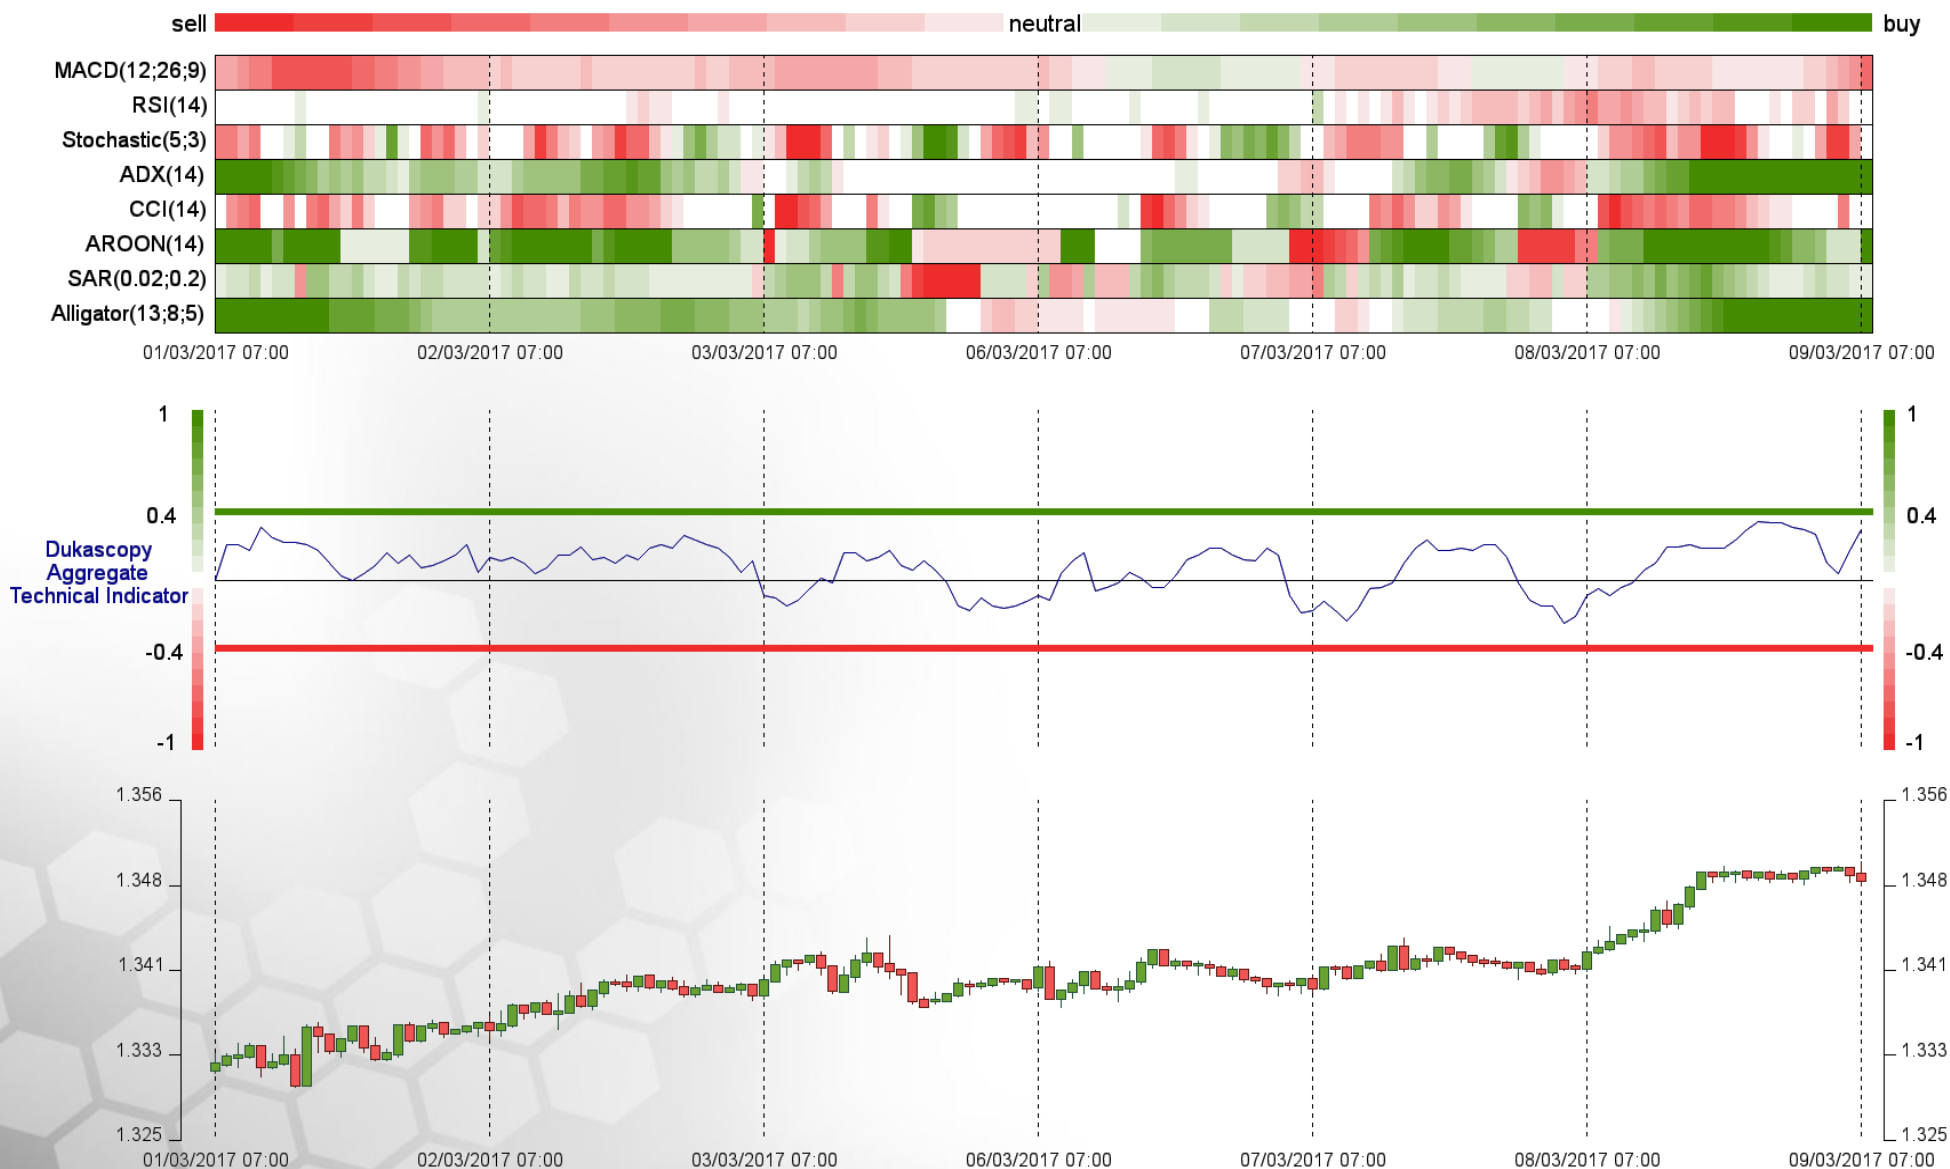 sell neutral buy
MACD(12;26;9)
RSI(14)
Stochastic(5;3)
ADX(14)
CCI(14)
AROON(14)
SAR(0.02;0.2)
Alligator(13;8;5)
01/03/2017 07:00 02/03/2017 07:00 03/03/2017 07:00 06/03/2017 07:00 07/03/2017 07:00 08/03/2017 07:00 09/03/2017 07:00
1 1
0.4 0.4
Dukascopy
Aggregate
Technical Indicator
-0.4 -0.4
-1 -1
1.356 1.356
1.348 1.348
1.341 1.341
1.333 1.333
1.325 1.325
01/03/2017 07:00 02/03/2017 07:00 03/03/2017 07:00 06/03/2017 07:00 07/03/2017 07:00 08/03/2017 07:00 09/03/2017 07:00